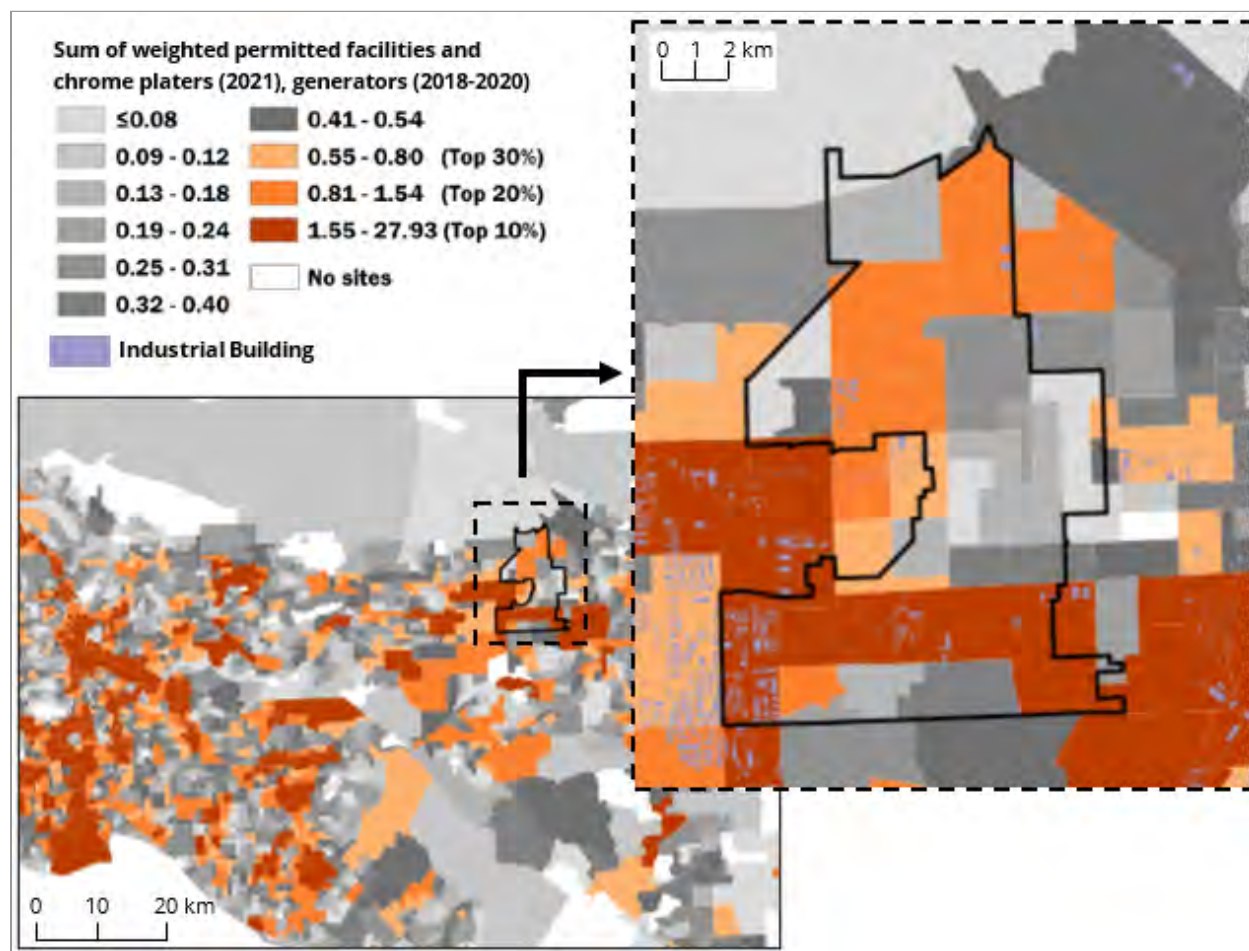 Sum of weighted permitted facilities and
chrome platers (2021), generators (2018-2020)
≤0.08
0.09 - 0.12
0.13 - 0.18
0.19 - 0.24
0.25 - 0.31
0.32 - 0.40
0.41 - 0.54
0.55 - 0.80 (Top 30%)
0.81 - 1.54 (Top 20%)
1.55 - 27.93 (Top 10%)
No sites
Industrial Building
0 1 2 km
0 10 20 km